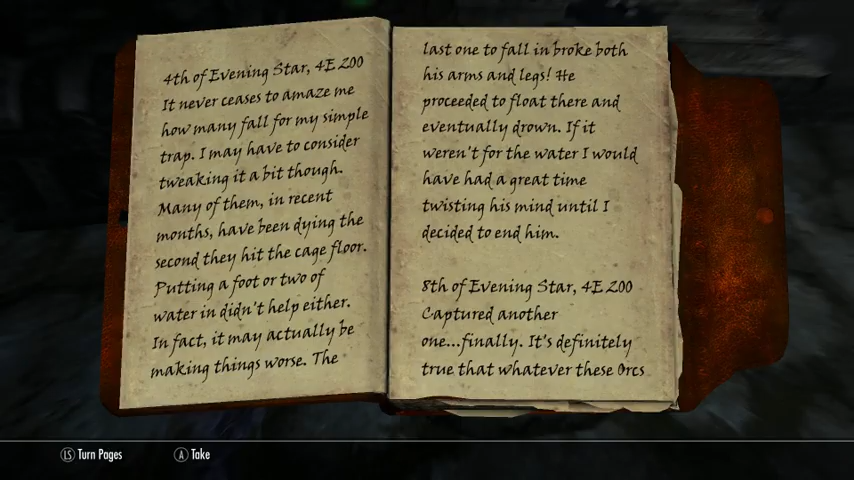 4th of Evening Star, 4E 200
It never ceases to amaze me
how many fall for my simple
trap. I may have to consider
tweaking it a bit though.
Many of them, in recent
months, have been dying the
second they hit the cage floor.
Putting a foot or two of
water in didn't help either.
In fact, it may actually be
making things worse. The
last one to fall in broke both
his arms and legs! He
proceeded to float there and
eventually drown. If it
weren't for the water I would
have had a great time
twisting his mind until I
decided to end him.
8th of Evening Star, 4E 200
Captured another
one...finally. It's definitely
true that whatever these Orcs
LS Turn Pages
A Take